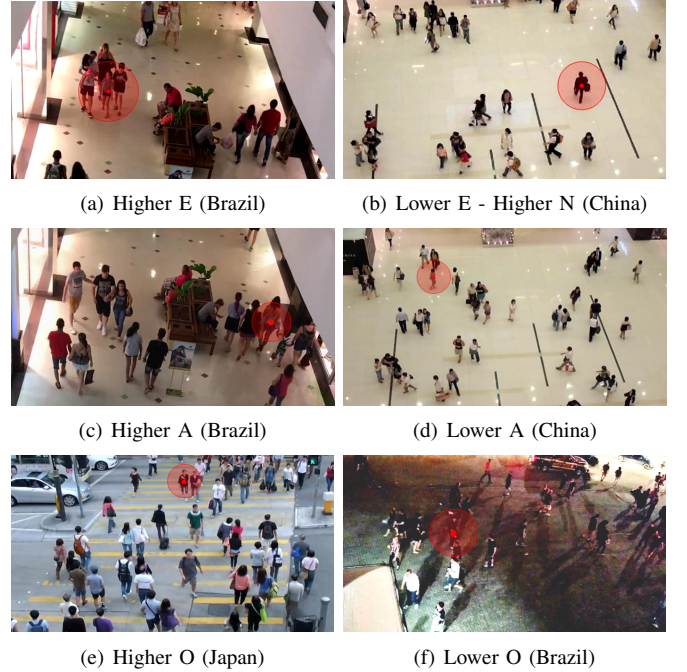 (a) Higher E (Brazil)
(b) Lower E - Higher N (China)
(c) Higher A (Brazil)
(d) Lower A (China)
(e) Higher O (Japan)
(f) Lower O (Brazil)